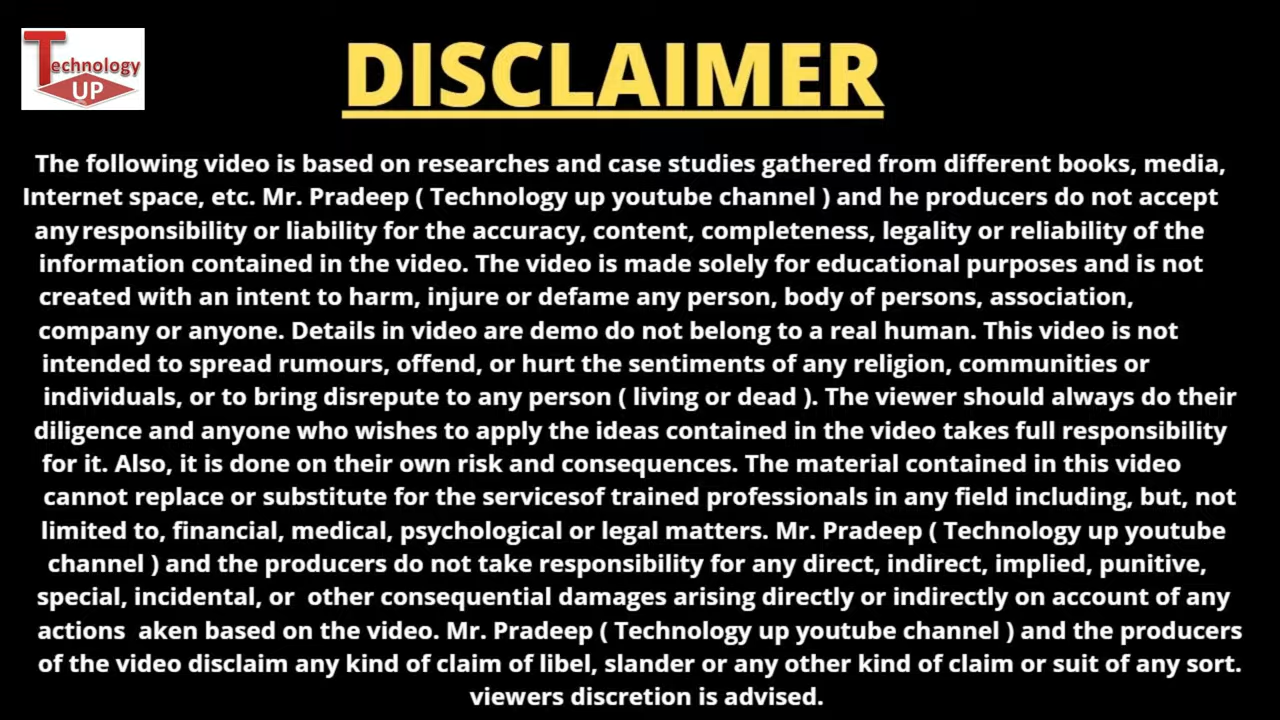 Technology
UP
DISCLAIMER
The following video is based on researches and case studies gathered from different books, media,
Internet space, etc. Mr. Pradeep ( Technology up youtube channel ) and he producers do not accept
any responsibility or liability for the accuracy, content, completeness, legality or reliability of the
information contained in the video. The video is made solely for educational purposes and is not
created with an intent to harm, injure or defame any person, body of persons, association,
company or anyone. Details in video are demo do not belong to a real human. This video is not
intended to spread rumours, offend, or hurt the sentiments of any religion, communities or
individuals, or to bring disrepute to any person ( living or dead ). The viewer should always do their
diligence and anyone who wishes to apply the ideas contained in the video takes full responsibility
for it. Also, it is done on their own risk and consequences. The material contained in this video
cannot replace or substitute for the servicesof trained professionals in any field including, but, not
limited to, financial, medical, psychological or legal matters. Mr. Pradeep ( Technology up youtube
channel ) and the producers do not take responsibility for any direct, indirect, implied, punitive,
special, incidental, or other consequential damages arising directly or indirectly on account of any
actions aken based on the video. Mr. Pradeep ( Technology up youtube channel ) and the producers
of the video disclaim any kind of claim of libel, slander or any other kind of claim or suit of any sort.
viewers discretion is advised.